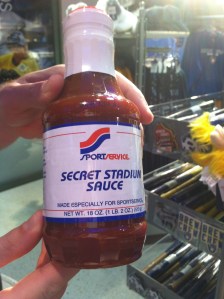 SPORTSERVICE
SECRET STADIUM
SAUCE
MADE ESPECIALLY FOR SPORTSERVICE
NET WT. 18 OZ. (1 LB. 2 OZ.)